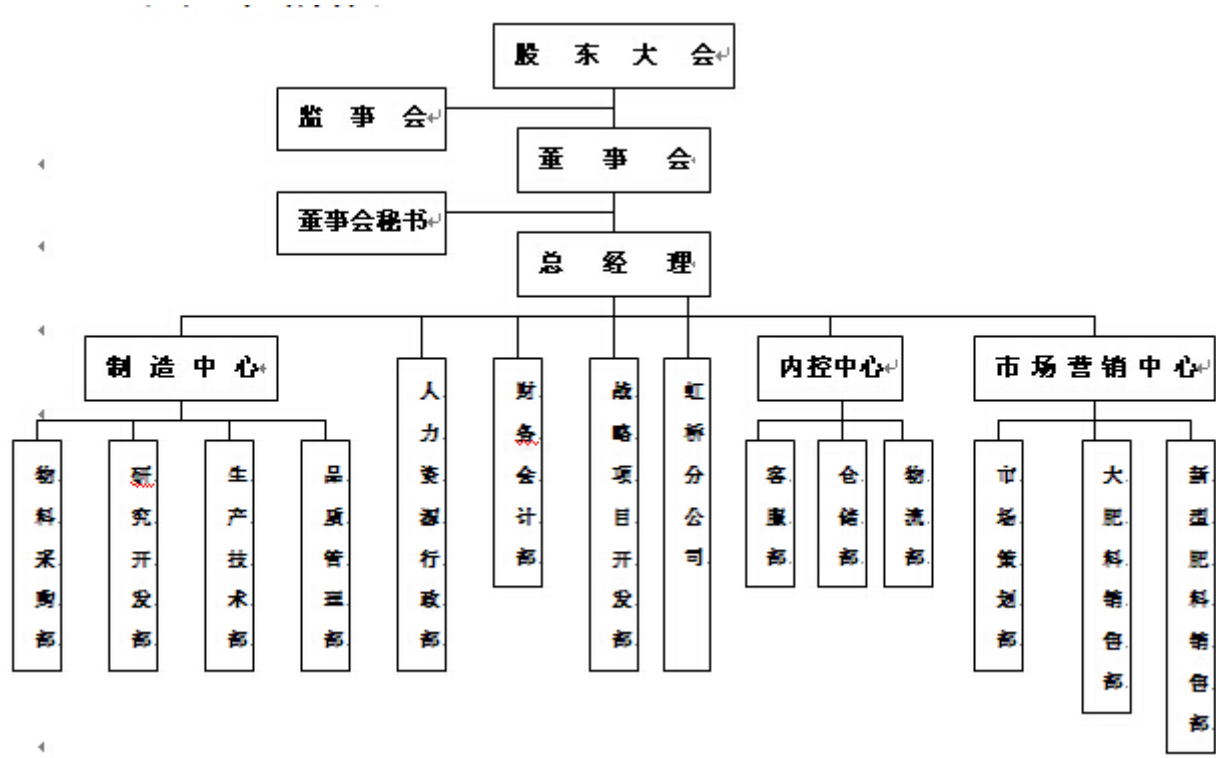 股东大会
监事会
董事会
董事会秘书
总经理
制造中心
内控中心
市场营销中心
人力资源行政部
财务会计部
战略项目开发部
虹桥分公司
物料采购部
研究开发部
生产技术部
品质管理部
客服部
仓储部
物流部
市场策划部
大肥料销售部
新型肥料销售部